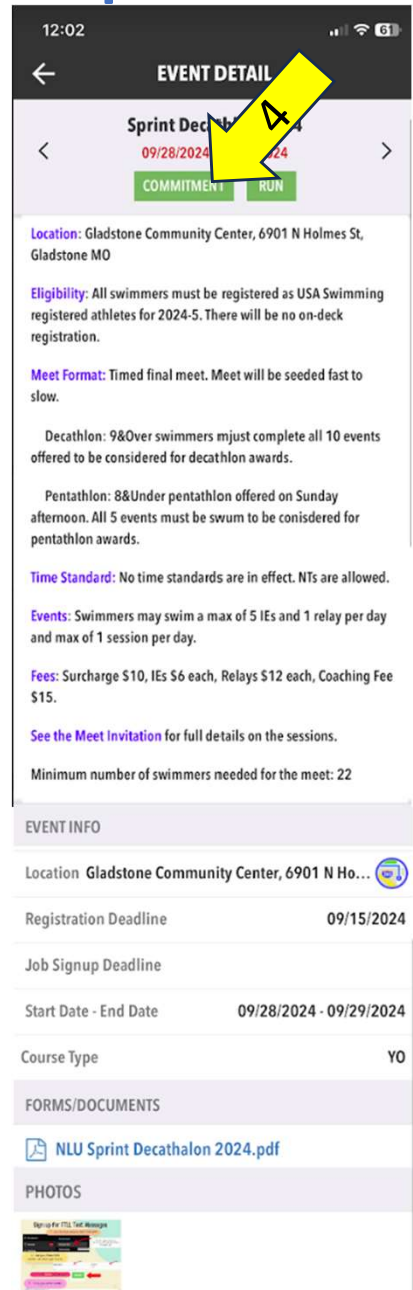 12:02
61
EVENT DETAIL
Sprint
4
09/28/2024
COMMITMENT RUN
Location: Gladstone Community Center, 6901 N Holmes St,
Gladstone MO
Eligibility: All swimmers must be registered as USA Swimming
registered athletes for 2024-5. There will be no on-deck
registration.
Meet Format: Timed final meet. Meet will be seeded fast to
slow.
Decathlon: 9&Over swimmers mjust complete all 10 events
offered to be considered for decathlon awards.
Pentathlon: 8&Under pentathlon offered on Sunday
afternoon. All 5 events must be swum to be conisdered for
pentathlon awards.
Time Standard: No time standards are in effect. NTs are allowed.
Events: Swimmers may swim a max of 5 IEs and 1 relay per day
and max of 1 session per day.
Fees: Surcharge $10, IEs $6 each, Relays $12 each, Coaching Fee
$15.
See the Meet Invitation for full details on the sessions.
Minimum number of swimmers needed for the meet: 22
EVENT INFO
Location Gladstone Community Center, 6901 N Ho...
Registration Deadline 09/15/2024
Job Signup Deadline
Start Date - End Date 09/28/2024 - 09/29/2024
Course Type YO
FORMS/DOCUMENTS
NLU Sprint Decathalon 2024.pdf
PHOTOS
Sign up for FTLL Text Messages